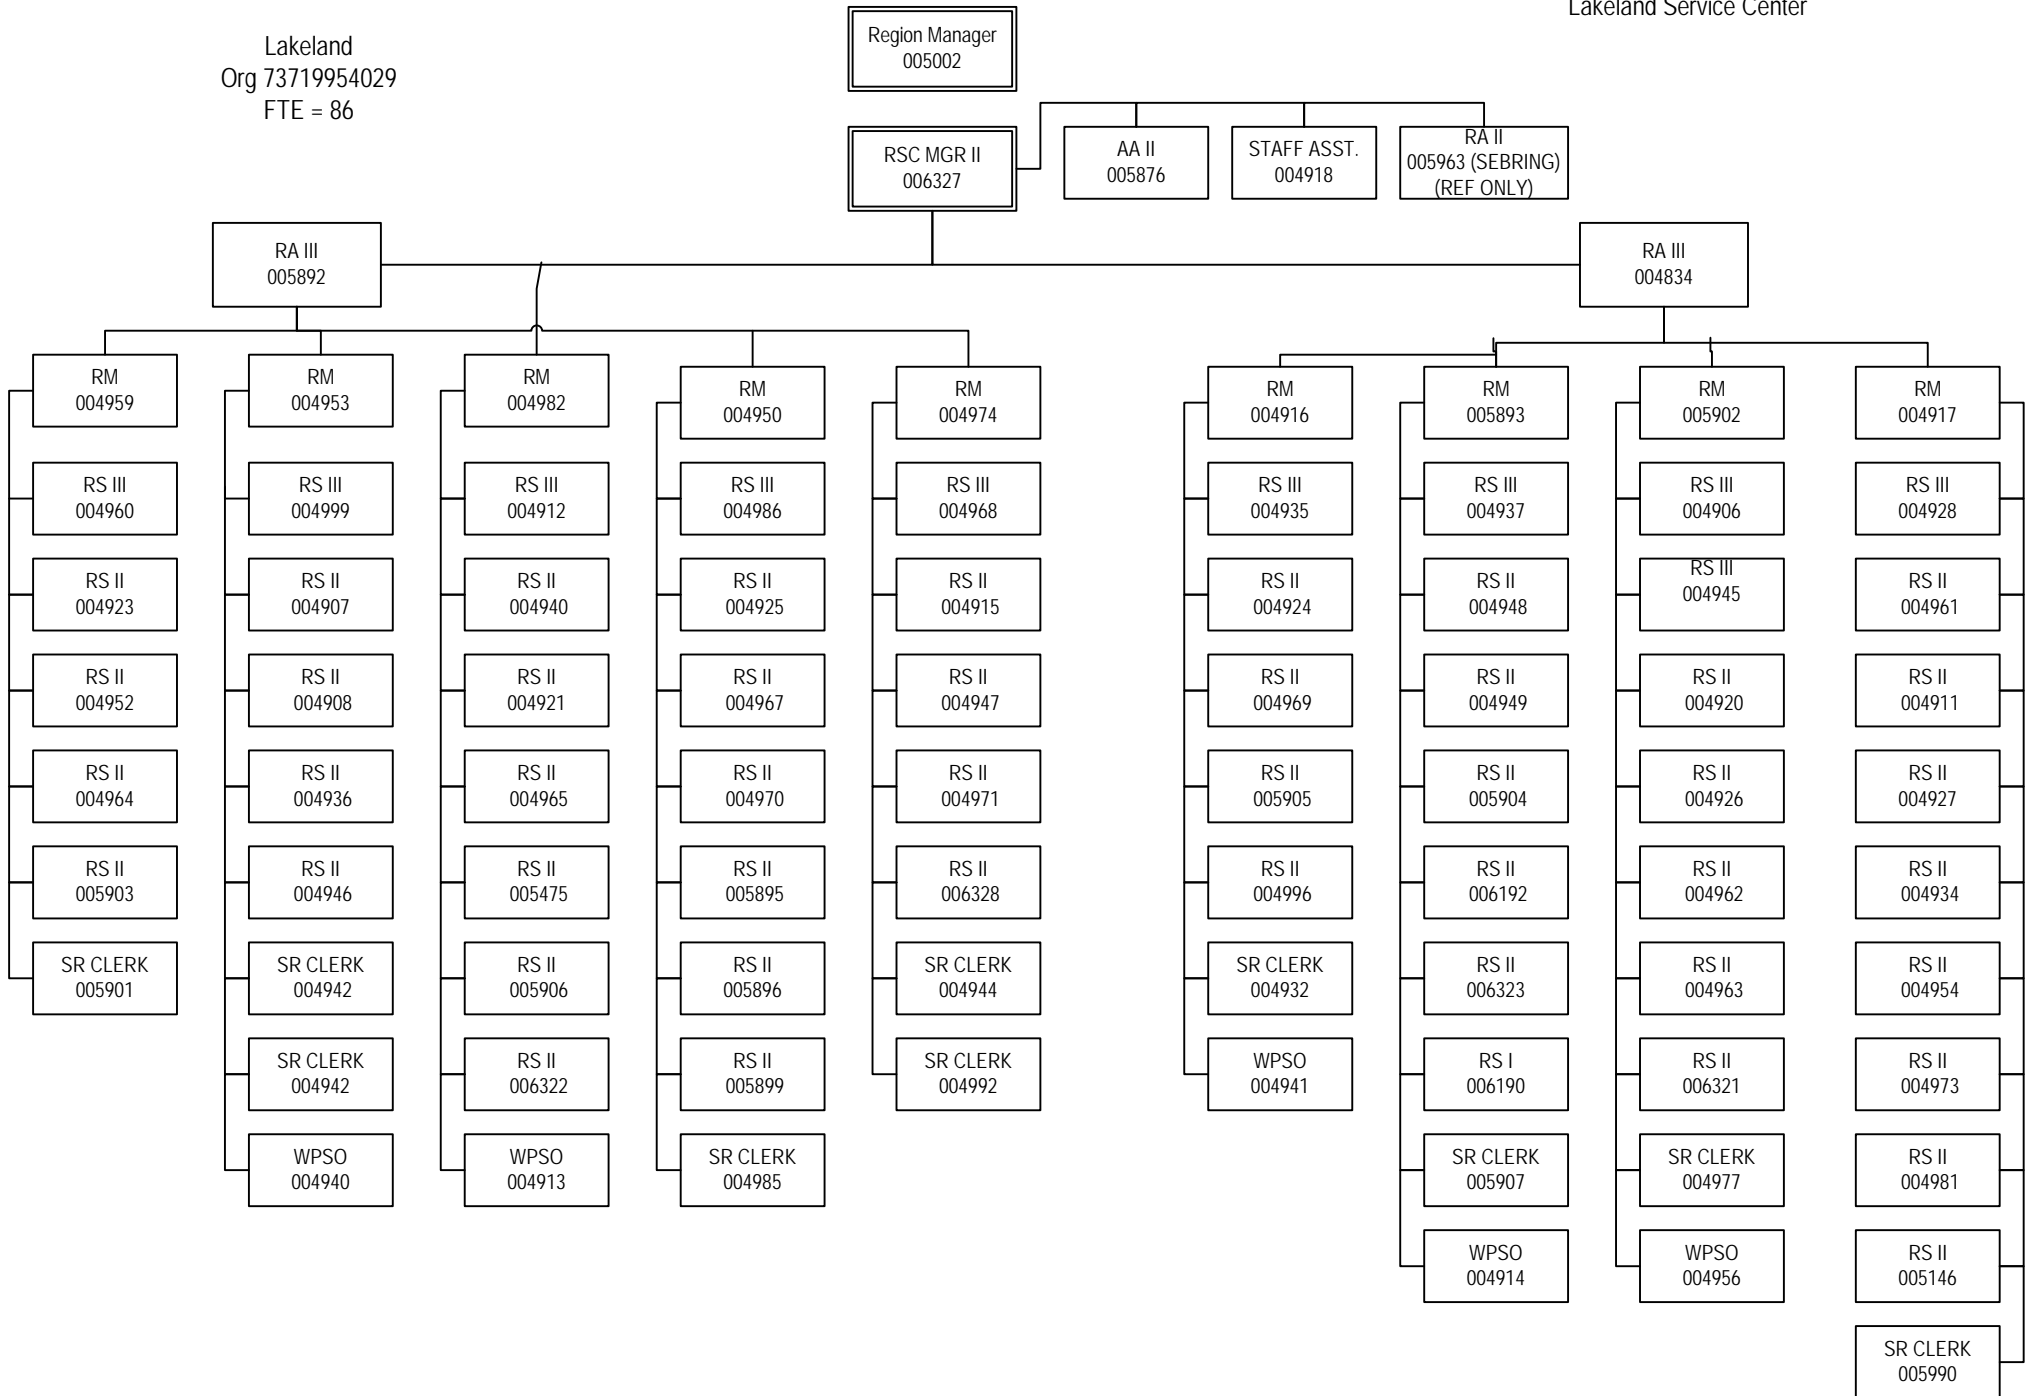 Lakeland Service Center
Lakeland
Org 73719954029
FTE = 86
Region Manager
005002
RSC MGR II
006327
AA II
005876
STAFF ASST.
004918
RA II
005963 (SEBRING)
(REF ONLY)
RA III
005892
RA III
004834
RM
004959
RS III
004960
RS II
004923
RS II
004952
RS II
004964
RS II
005903
SR CLERK
005901
RM
004953
RS III
004999
RS II
004907
RS II
004908
RS II
004936
RS II
004946
SR CLERK
004942
SR CLERK
004942
WPSO
004940
RM
004982
RS III
004912
RS II
004940
RS II
004921
RS II
004965
RS II
005475
RS II
005906
RS II
006322
WPSO
004913
RM
004950
RS III
004986
RS II
004925
RS II
004967
RS II
004970
RS II
005895
RS II
005896
RS II
005899
SR CLERK
004985
RM
004974
RS III
004968
RS II
004915
RS II
004947
RS II
004971
RS II
006328
SR CLERK
004944
SR CLERK
004992
RM
004916
RS III
004935
RS II
004924
RS II
004969
RS II
005905
RS II
004996
SR CLERK
004932
WPSO
004941
RM
005893
RS III
004937
RS II
004948
RS II
004949
RS II
005904
RS II
006192
RS II
006323
RS I
006190
SR CLERK
005907
WPSO
004914
RM
005902
RS III
004906
RS III
004945
RS II
004920
RS II
004926
RS II
004962
RS II
004963
RS II
006321
SR CLERK
004977
WPSO
004956
RM
004917
RS III
004928
RS II
004961
RS II
004911
RS II
004927
RS II
004934
RS II
004954
RS II
004973
RS II
004981
RS II
005146
SR CLERK
005990